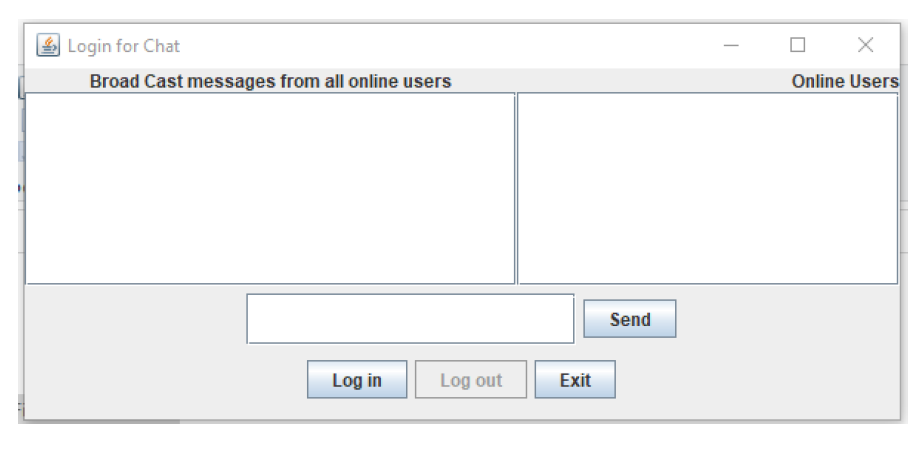 Login for Chat
Broad Cast messages from all online users
Online Users
Send
Log in
Log out
Exit